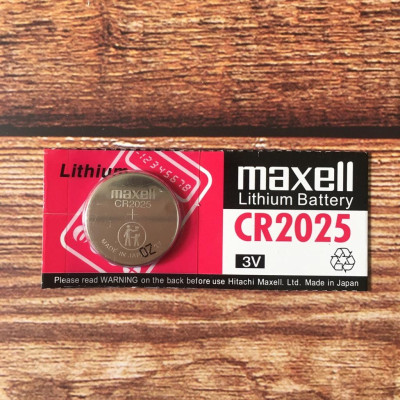 Lithium
12345678
maxell
CR2025
+
MADE IN JAPAN
02
maxell
Lithium Battery
CR2025
3V
Please read WARNING on the back before use Hitachi Maxell. Ltd. Made in Japan